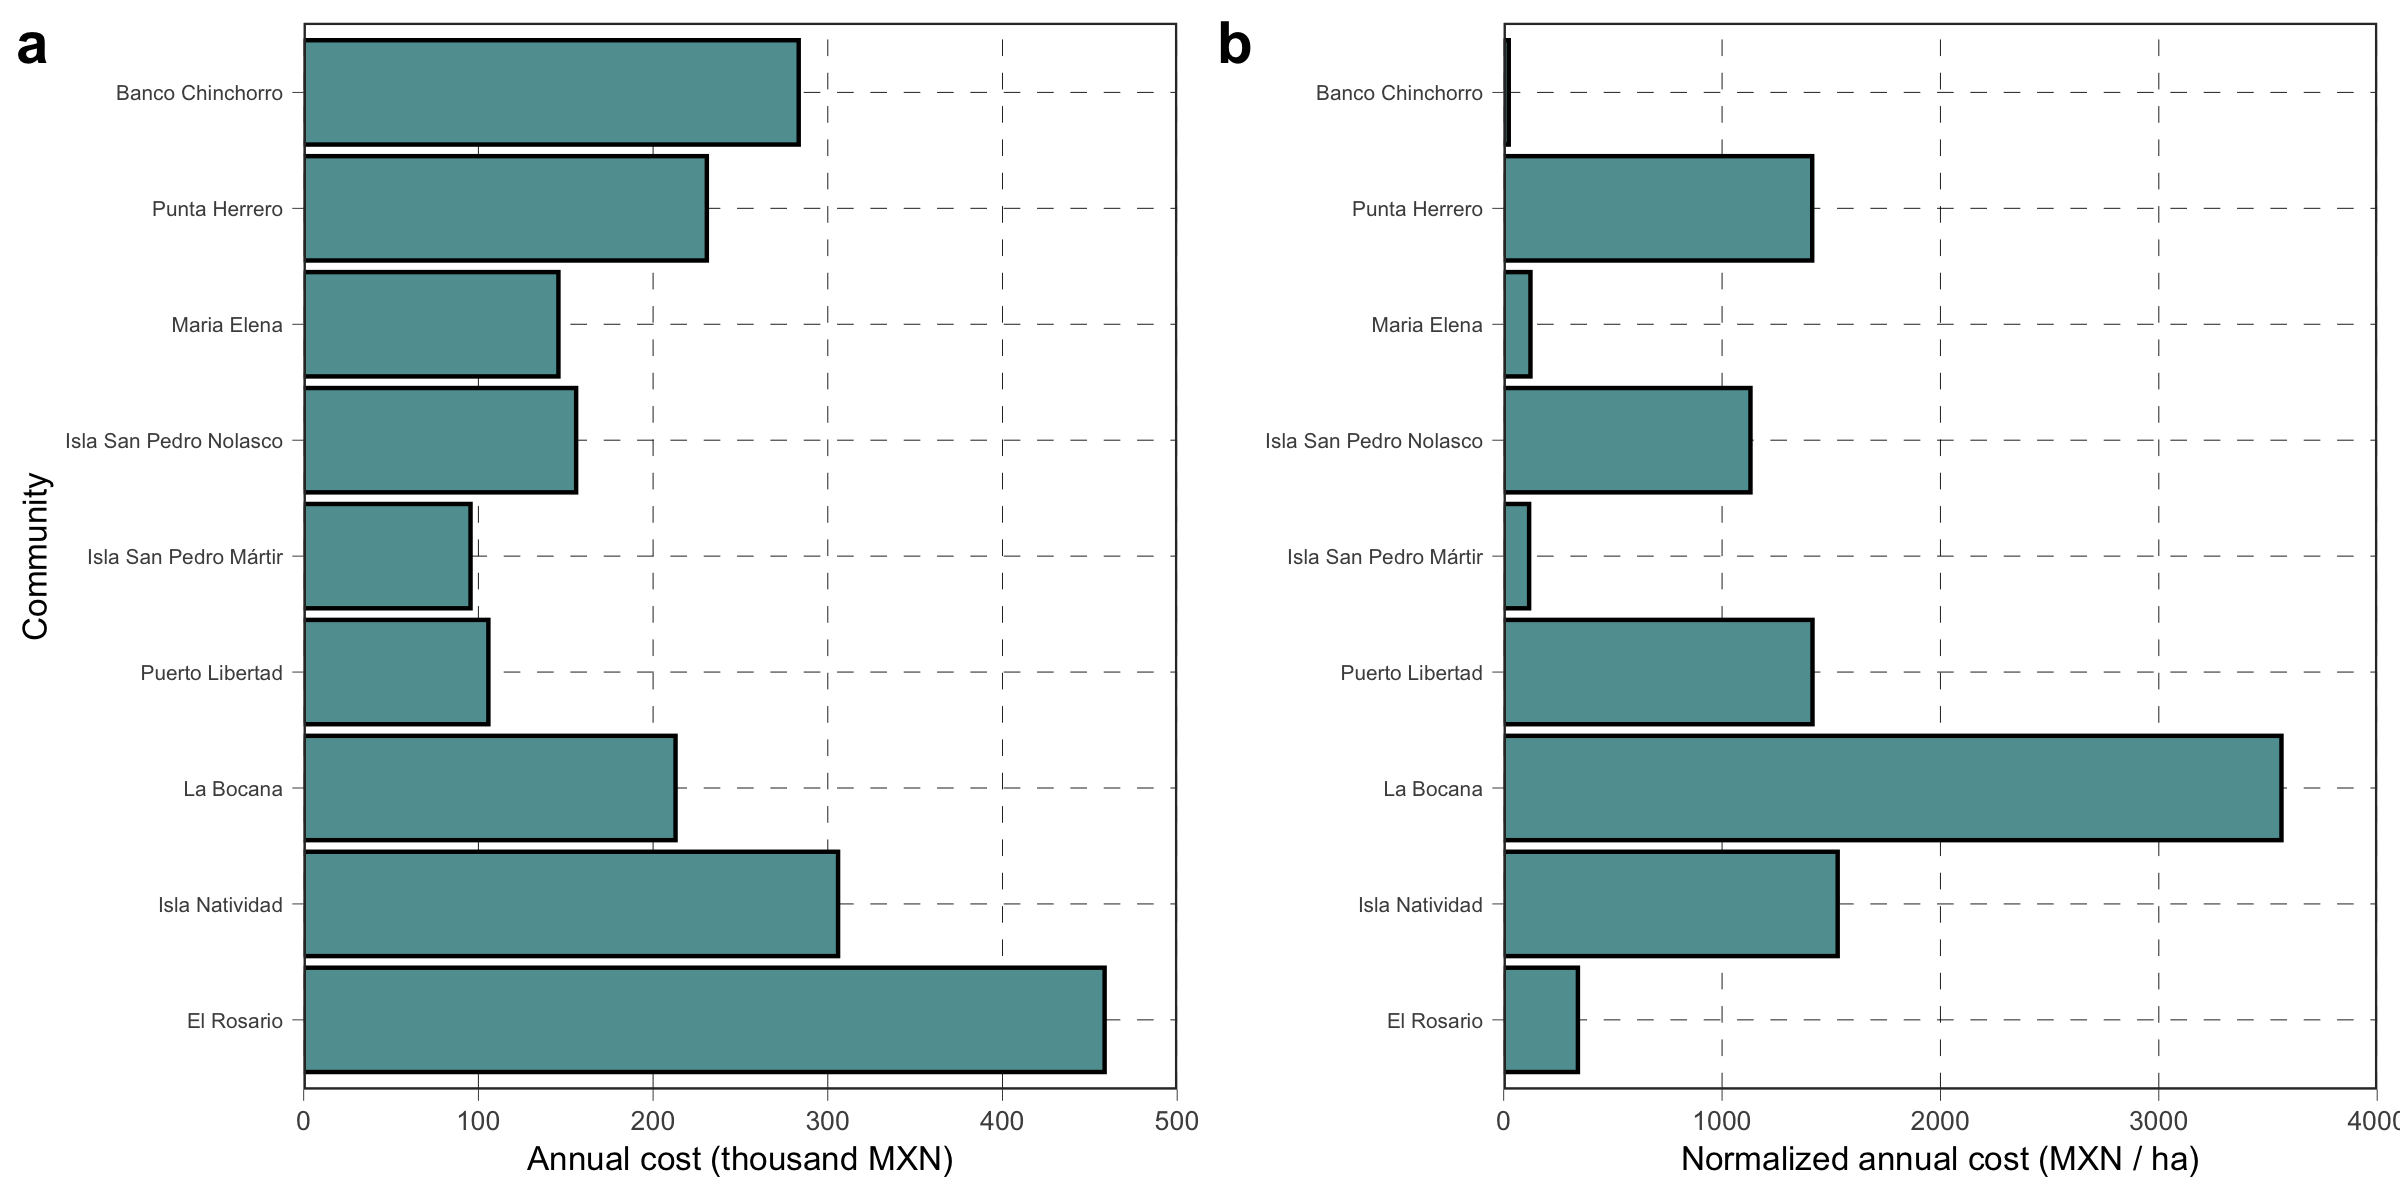 a
Community
Banco Chinchorro
Punta Herrero
Maria Elena
Isla San Pedro Nolasco
Isla San Pedro Mártir
Puerto Libertad
La Bocana
Isla Natividad
El Rosario
0 100 200 300 400 500
Annual cost (thousand MXN)
b
Banco Chinchorro
Punta Herrero
Maria Elena
Isla San Pedro Nolasco
Isla San Pedro Mártir
Puerto Libertad
La Bocana
Isla Natividad
El Rosario
0 1000 2000 3000 4000
Normalized annual cost (MXN / ha)